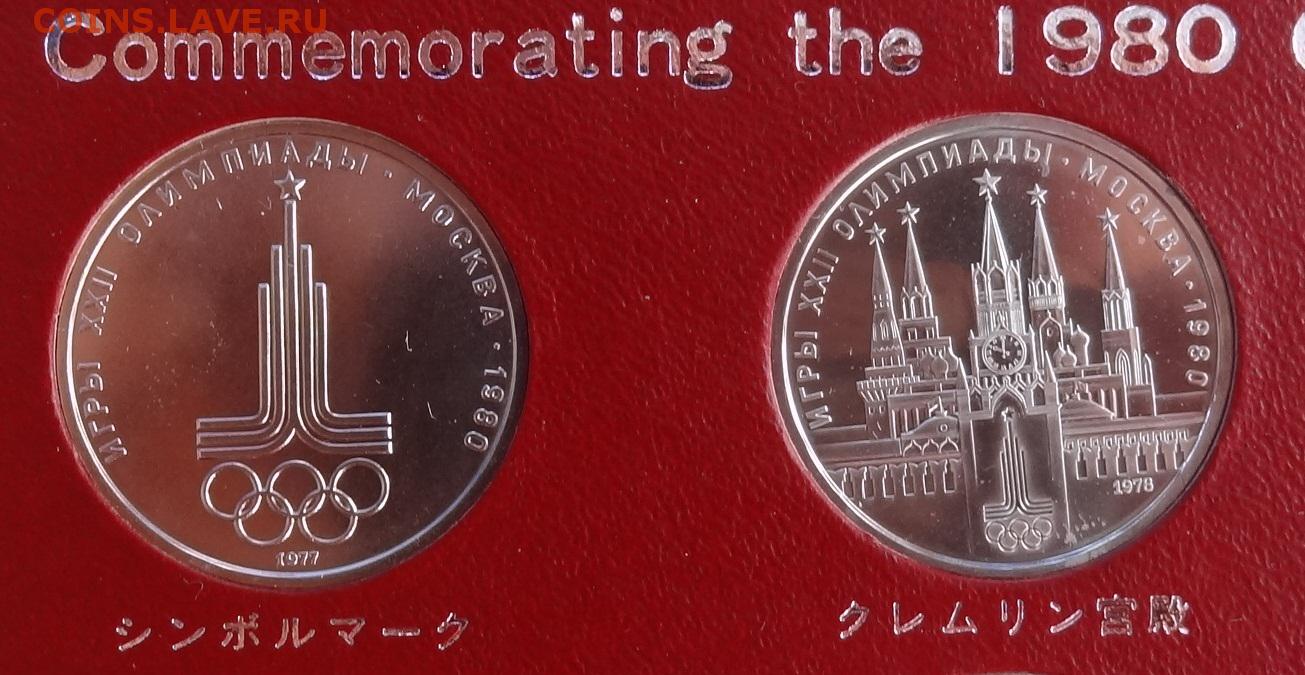 COINS.LAVE.RU
Commemorating the 1980
ИГРЫ XXII ОЛИМПИАДЫ · МОСКВА · 1980
1977
ИГРЫ XXII ОЛИМПИАДЫ · МОСКВА · 1980
1978
シンボルマーク
クレムリン宮殿